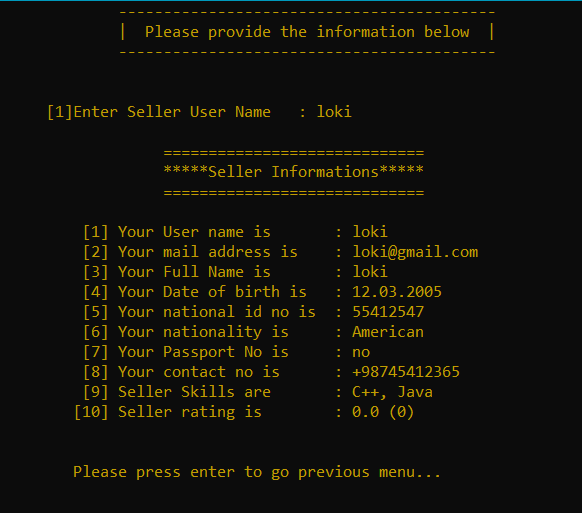 ------------------------------------------
|  Please provide the information below  |
------------------------------------------
[1]Enter Seller User Name   : loki
=============================
*****Seller Informations*****
=============================
[1] Your User name is       : loki
[2] Your mail address is    : loki@gmail.com
[3] Your Full Name is       : loki
[4] Your Date of birth is   : 12.03.2005
[5] Your national id no is  : 55412547
[6] Your nationality is     : American
[7] Your Passport No is     : no
[8] Your contact no is      : +98745412365
[9] Seller Skills are       : C++, Java
[10] Seller rating is        : 0.0 (0)
Please press enter to go previous menu...